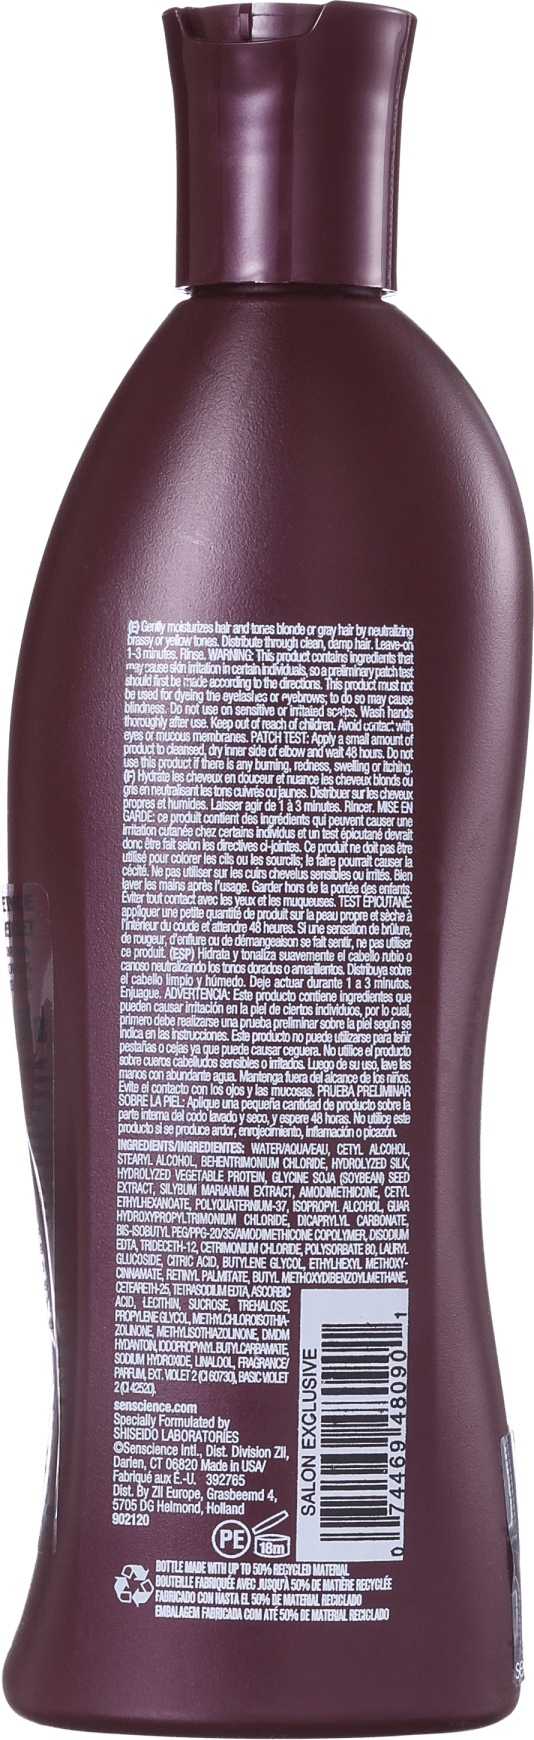 (E) Gently moisturizes hair and tones blonde or gray hair by neutralizing
brassy or yellow tones. Distribute through clean, damp hair. Leave-on
1-3 minutes. Rinse. WARNING: This product contains ingredients that
may cause skin irritation in certain individuals, so a preliminary patch test
should first be made according to the directions. This product must not
be used for dyeing the eyelashes or eyebrows; to do so may cause
blindness. Do not use on sensitive or irritated scalps. Wash hands
thoroughly after use. Keep out of reach of children. Avoid contact with
eyes or mucous membranes. PATCH TEST: Apply a small amount of
product to cleansed, dry inner side of elbow and wait 48 hours. Do not
use this product if there is any burning, redness, swelling or itching.
(F) Hydrate les cheveux en douceur et nuance les cheveux blonds ou
gris en neutralisant les tons cuivrés ou jaunes. Distribuer sur les cheveux
propres et humides. Laisser agir de 1 à 3 minutes. Rincer. MISE EN
GARDE: ce produit contient des ingrédients qui peuvent causer une
irritation cutanée chez certains individus et un test épicutané devrait
donc être fait selon les directives ci-jointes. Ce produit ne doit pas être
utilisé pour colorer les cils ou les sourcils; le faire pourrait causer la
cécité. Ne pas utiliser sur les cuirs chevelus sensibles ou irrités. Bien
laver les mains après l'usage. Garder hors de la portée des enfants.
Éviter tout contact avec les yeux et les muqueuses. TEST ÉPICUTANÉ:
appliquer une petite quantité de produit sur la peau propre et sèche à
l'intérieur du coude et attendre 48 heures. Si une sensation de brûlure,
de rougeur, d'enflure ou de démangeaison se fait sentir, ne pas utiliser
ce produit. (ESP) Hidrata y tonaliza suavemente el cabello rubio o
canoso neutralizando los tonos dorados o amarillentos. Distribuya sobre
el cabello limpio y húmedo. Deje actuar durante 1 a 3 minutos.
Enjuague. ADVERTENCIA: Este producto contiene ingredientes que
pueden causar irritación en la piel de ciertos individuos, por lo cual,
primero debe realizarse una prueba preliminar sobre la piel según se
indica en las instrucciones. Este producto no puede utilizarse para teñir
pestañas o cejas ya que puede causar ceguera. No utilice el producto
sobre cueros cabelludos sensibles o irritados. Luego de su uso, lave las
manos con abundante agua. Mantenga fuera del alcance de los niños.
Evite el contacto con los ojos y las mucosas. PRUEBA PRELIMINAR
SOBRE LA PIEL: Aplique una pequeña cantidad de producto sobre la
parte interna del codo lavado y seco, y espere 48 horas. No utilice este
producto si se produce ardor, enrojecimiento, inflamación o picazón.
INGREDIENTS/INGREDIENTES: WATER/AQUA/EAU, CETYL ALCOHOL,
STEARYL ALCOHOL, BEHENTRIMONIUM CHLORIDE, HYDROLYZED SILK,
HYDROLYZED VEGETABLE PROTEIN, GLYCINE SOJA (SOYBEAN) SEED
EXTRACT, SILYBUM MARIANUM EXTRACT, AMODIMETHICONE, CETYL
ETHYLHEXANOATE, POLYQUATERNIUM-37, ISOPROPYL ALCOHOL, GUAR
HYDROXYPROPYLTRIMONIUM CHLORIDE, DICAPRYLYL CARBONATE,
BIS-ISOBUTYL PEG/PPG-20/35/AMODIMETHICONE COPOLYMER, DISODIUM
EDTA, TRIDECETH-12, CETRIMONIUM CHLORIDE, POLYSORBATE 80, LAURYL
GLUCOSIDE, CITRIC ACID, BUTYLENE GLYCOL, ETHYLHEXYL METHOXY-
CINNAMATE, RETINYL PALMITATE, BUTYL METHOXYDIBENZOYLMETHANE,
CETEARETH-25, TETRASODIUM EDTA, ASCORBIC
ACID, LECITHIN, SUCROSE, TREHALOSE,
PROPYLENE GLYCOL, METHYLCHLOROISOTHIA-
ZOLINONE, METHYLISOTHIAZOLINONE, DMDM
HYDANTOIN, IODOPROPYNYL BUTYLCARBAMATE,
SODIUM HYDROXIDE, LINALOOL, FRAGRANCE/
PARFUM, EXT. VIOLET 2 (CI 60730), BASIC VIOLET
2 (CI 42520).
senscience.com
Specially Formulated by
SHISEIDO LABORATORIES
©Senscience Intl., Dist. Division ZII,
Darien, CT 06820 Made in USA/
Fabriqué aux É.-U. 392765
Dist. By ZII Europe, Grasbeemd 4,
5705 DG Helmond, Holland
902120
SALON EXCLUSIVE
0 74469 48090 1
PE
18m
BOTTLE MADE WITH UP TO 50% RECYCLED MATERIAL
BOUTEILLE FABRIQUÉE AVEC JUSQU'À 50% DE MATIÈRE RECYCLÉE
FABRICADO CON HASTA EL 50% DE MATERIAL RECICLADO
EMBALAGEM FABRICADA COM ATÉ 50% DE MATERIAL RECICLADO